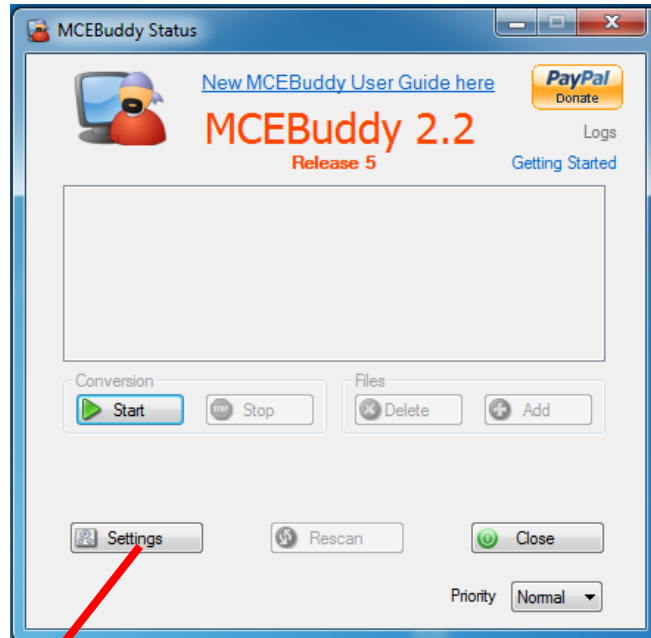 MCEBuddy Status
New MCEBuddy User Guide here
PayPal
Donate
MCEBuddy 2.2
Logs
Release 5
Getting Started
Conversion
Files
Start
STOP
Stop
Delete
Add
Settings
Rescan
Close
Priority
Normal